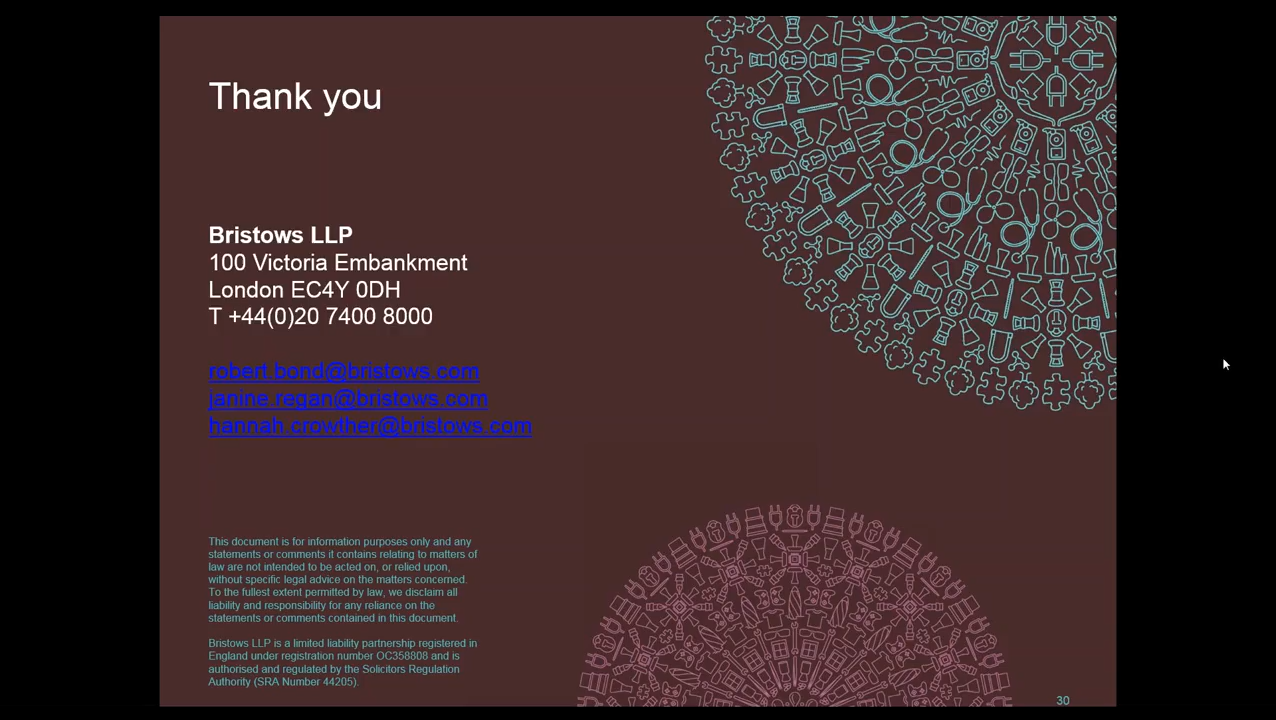 Thank you
Bristows LLP
100 Victoria Embankment
London EC4Y 0DH
T +44(0)20 7400 8000
robert.bond@bristows.com
janine.regan@bristows.com
hannah.crowther@bristows.com
This document is for information purposes only and any
statements or comments it contains relating to matters of
law are not intended to be acted on, or relied upon,
without specific legal advice on the matters concerned.
To the fullest extent permitted by law, we disclaim all
liability and responsibility for any reliance on the
statements or comments contained in this document.
Bristows LLP is a limited liability partnership registered in
England under registration number OC358808 and is
authorised and regulated by the Solicitors Regulation
Authority (SRA Number 44205).
30